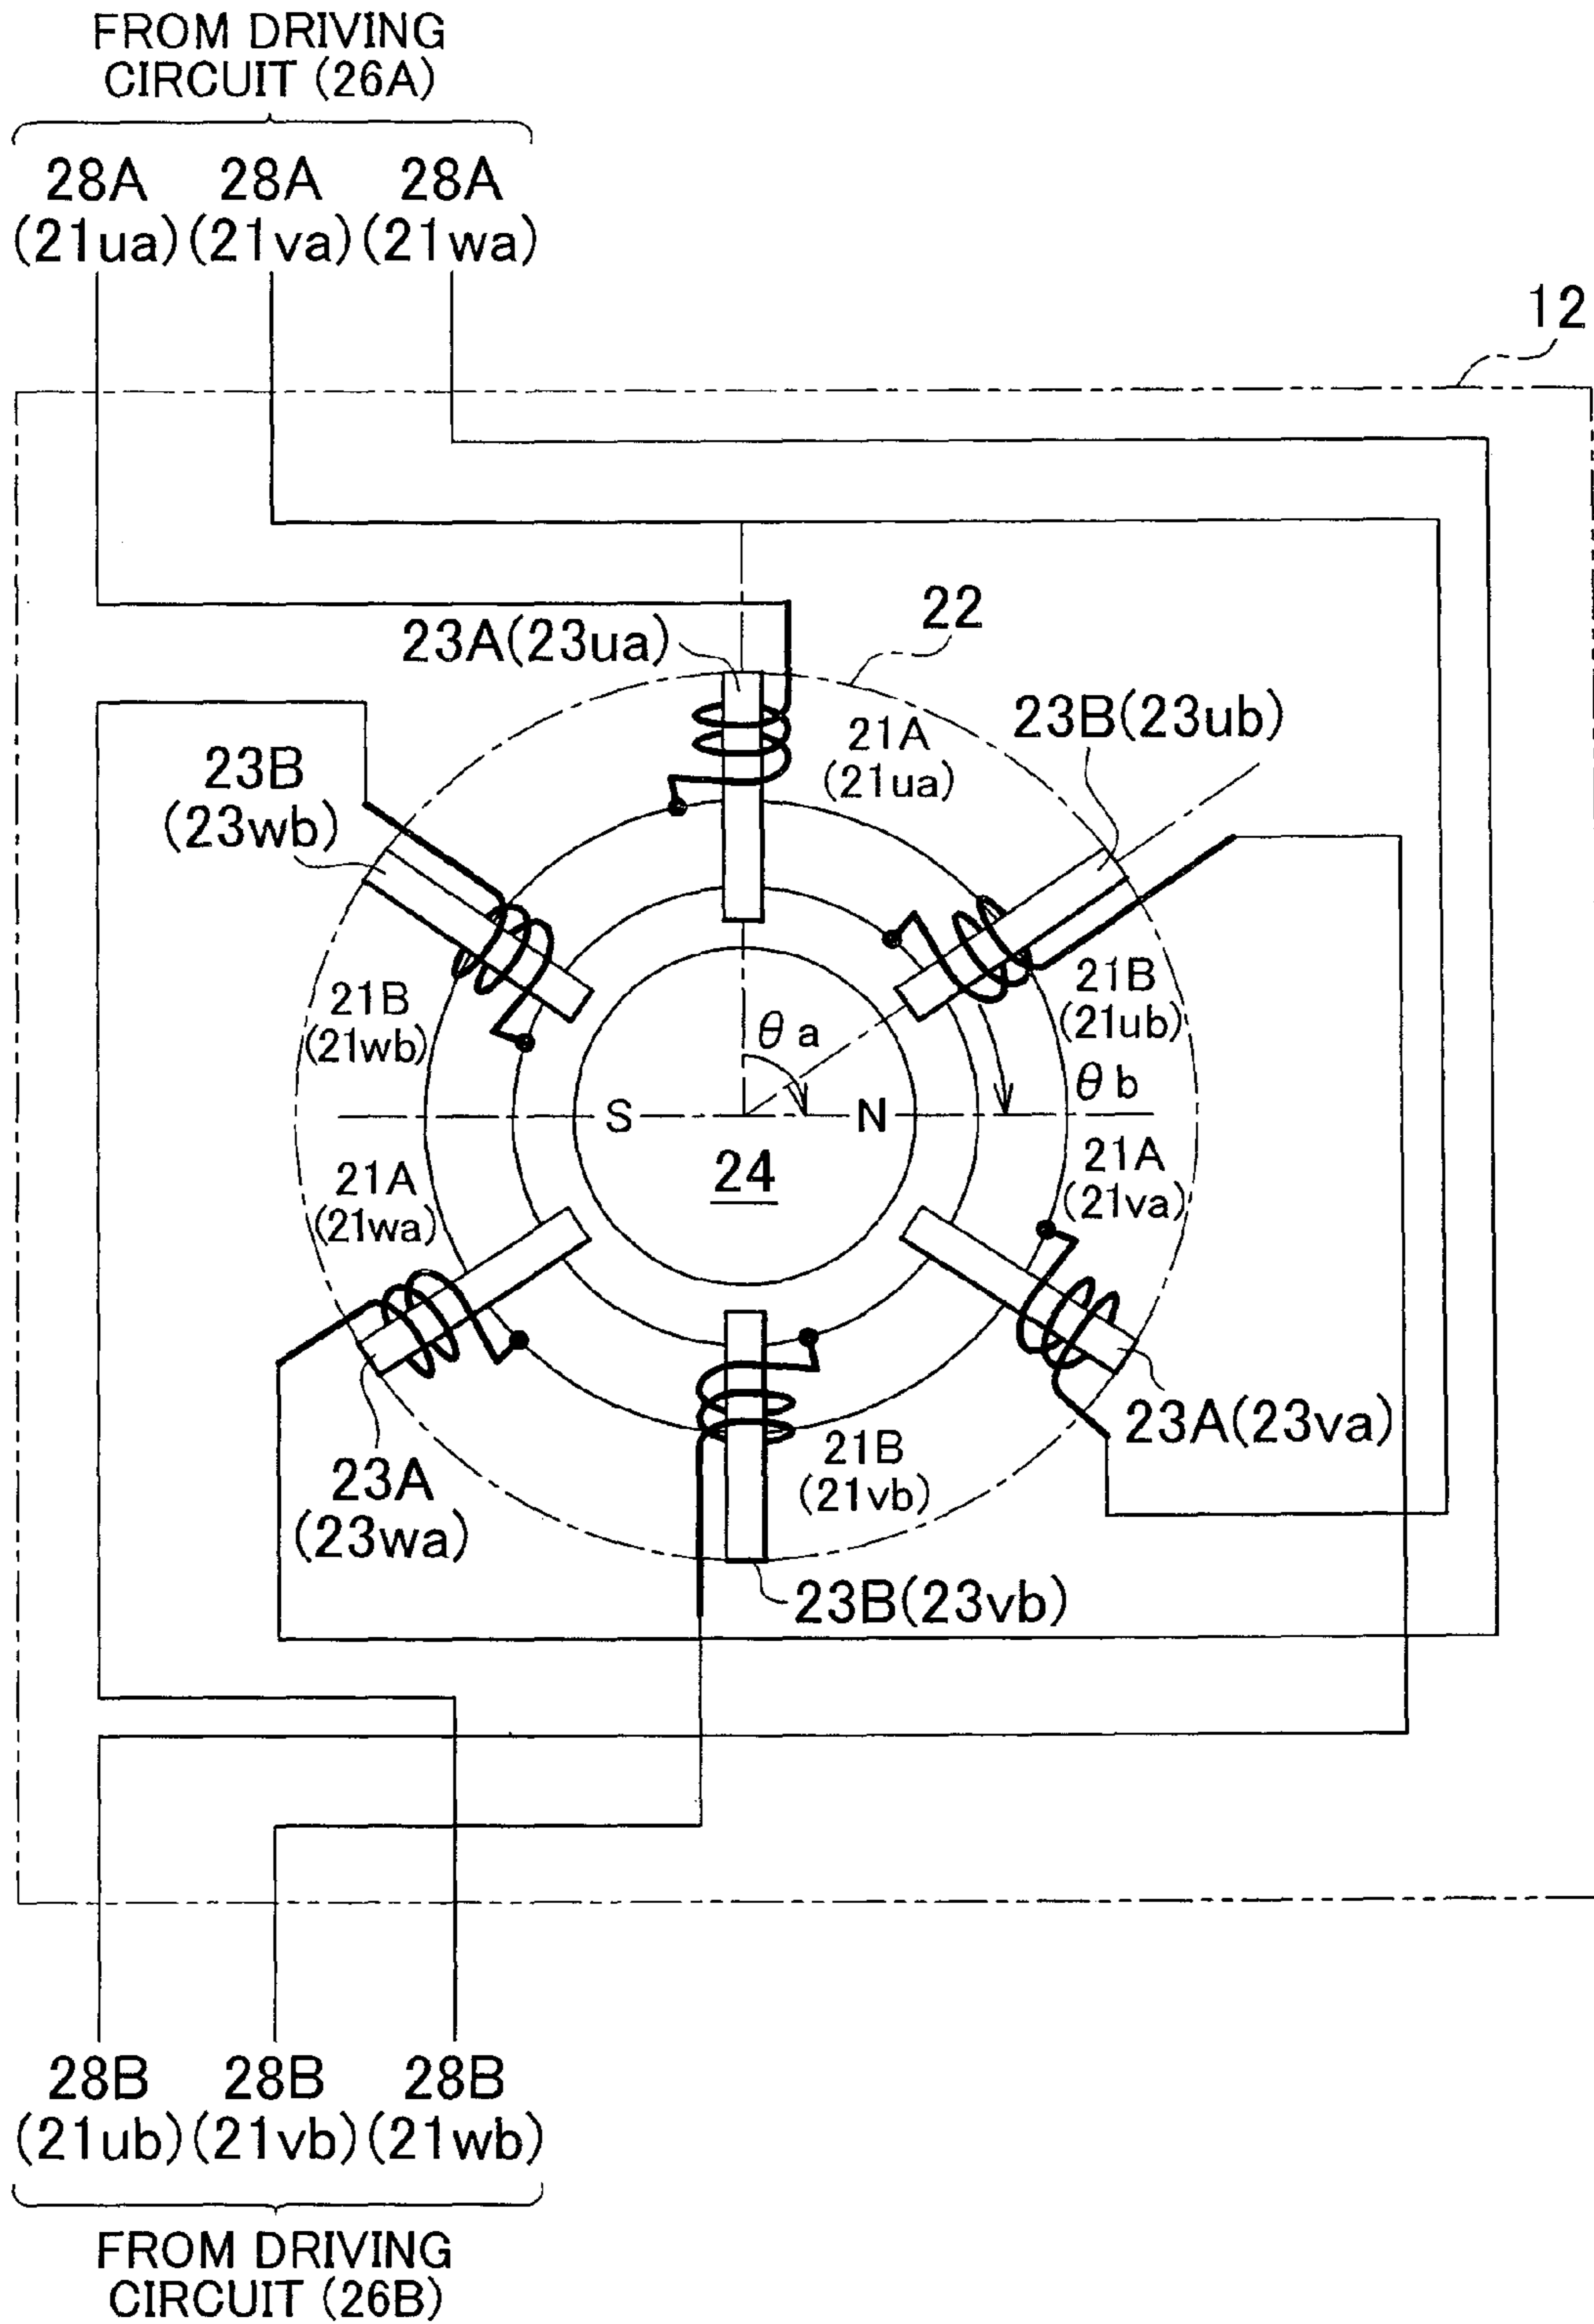 FROM DRIVING
CIRCUIT (26A)
28A 28A 28A
(21ua) (21va) (21wa)
12
22
23A(23ua)
23B(23ub)
21A
(21ua)
23B
(23wb)
21B
(21wb)
21B
(21ub)
θa
θb
S N
24
21A
(21wa)
21A
(21va)
23A(23va)
21B
(21vb)
23A
(23wa)
23B(23vb)
28B 28B 28B
(21ub) (21vb) (21wb)
FROM DRIVING
CIRCUIT (26B)